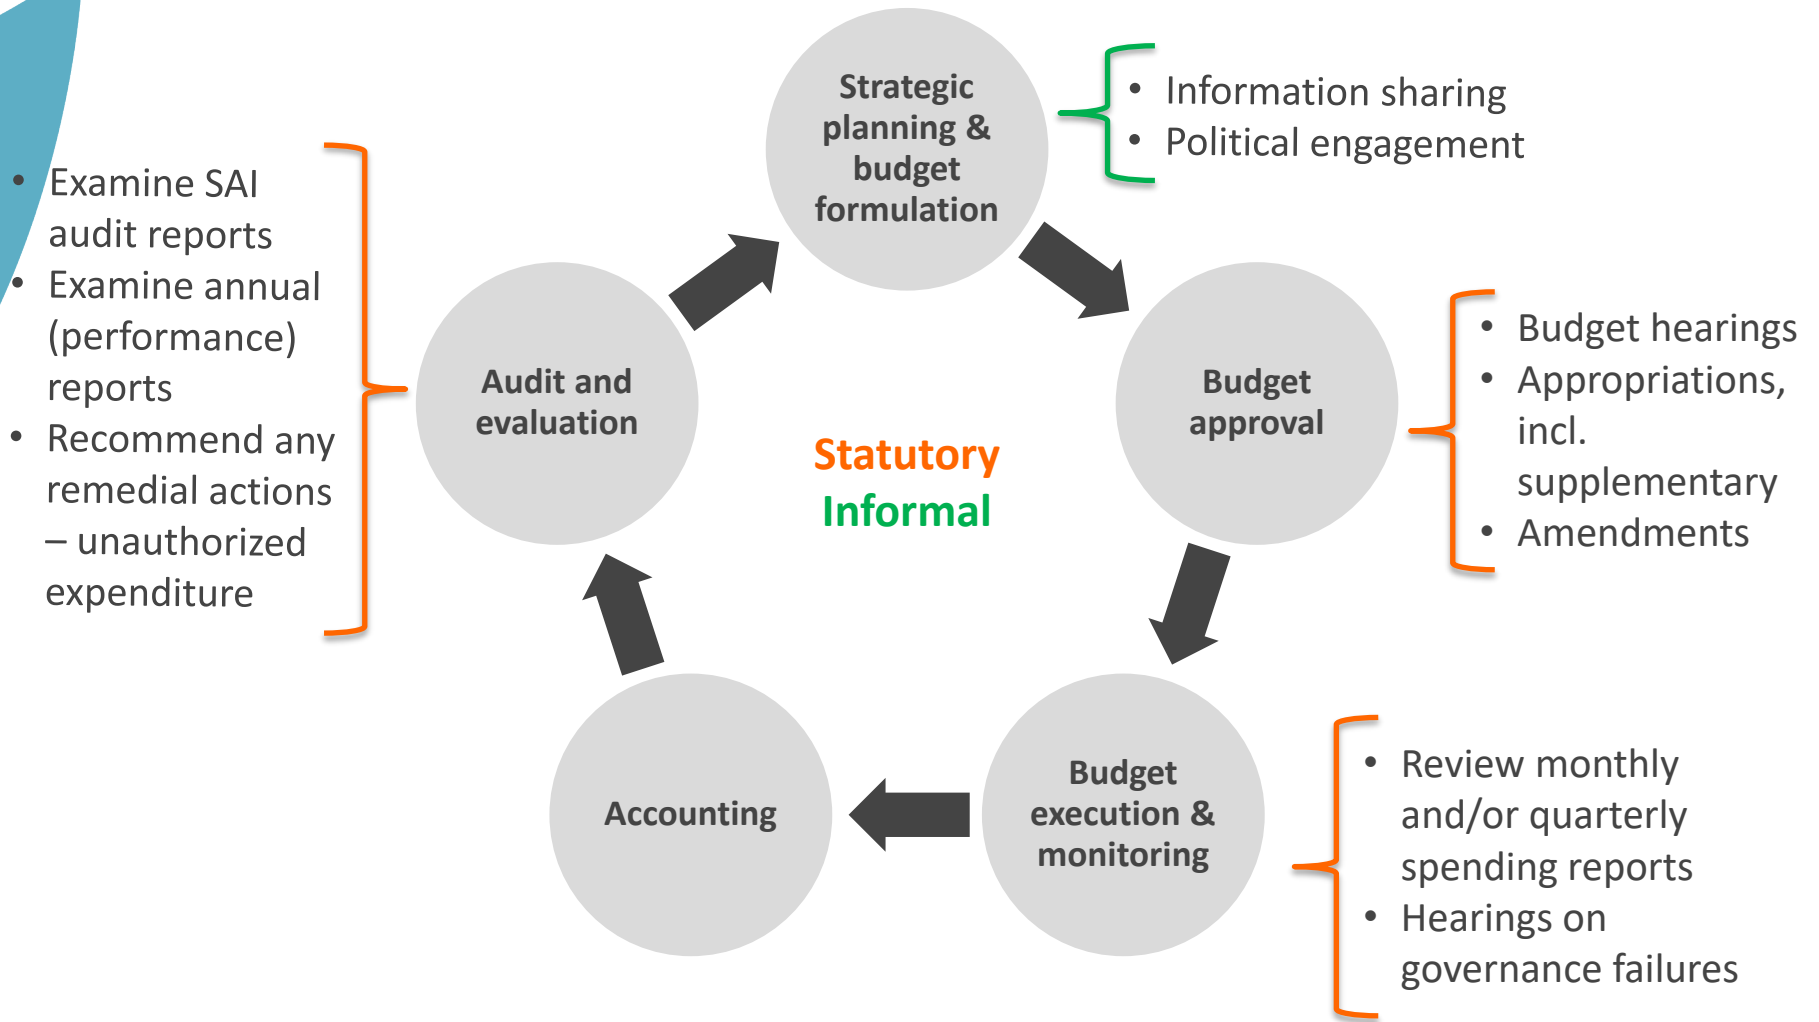 Strategic
planning &
budget
formulation
• Information sharing
• Political engagement
Budget
approval
• Budget hearings
• Appropriations,
incl.
supplementary
• Amendments
Budget
execution &
monitoring
• Review monthly
and/or quarterly
spending reports
• Hearings on
governance failures
Accounting
Audit and
evaluation
• Examine SAI
audit reports
• Examine annual
(performance)
reports
• Recommend any
remedial actions
– unauthorized
expenditure
Statutory
Informal